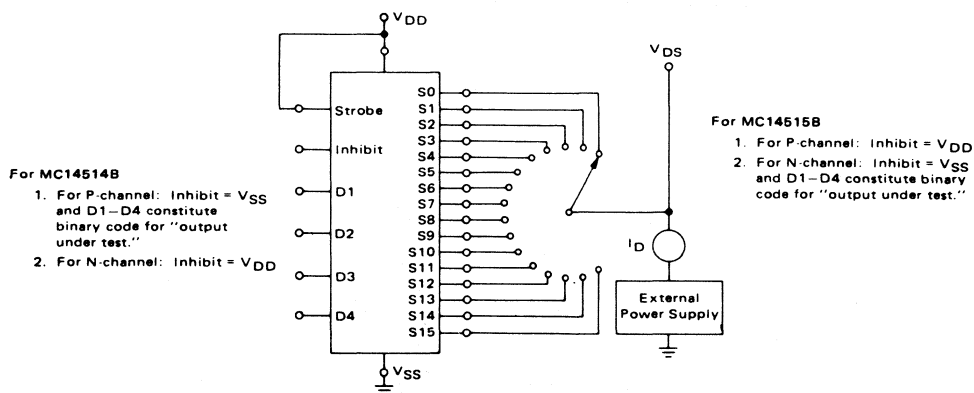 VDD
VDS
Strobe
Inhibit
D1
D2
D3
D4
S0
S1
S2
S3
S4
S5
S6
S7
S8
S9
S10
S11
S12
S13
S14
S15
VSS
ID
External
Power Supply
For MC14514B
1. For P-channel: Inhibit = VSS
and D1–D4 constitute
binary code for "output
under test."
2. For N-channel: Inhibit = VDD
For MC14515B
1. For P-channel: Inhibit = VDD
2. For N-channel: Inhibit = VSS
and D1–D4 constitute binary
code for "output under test."